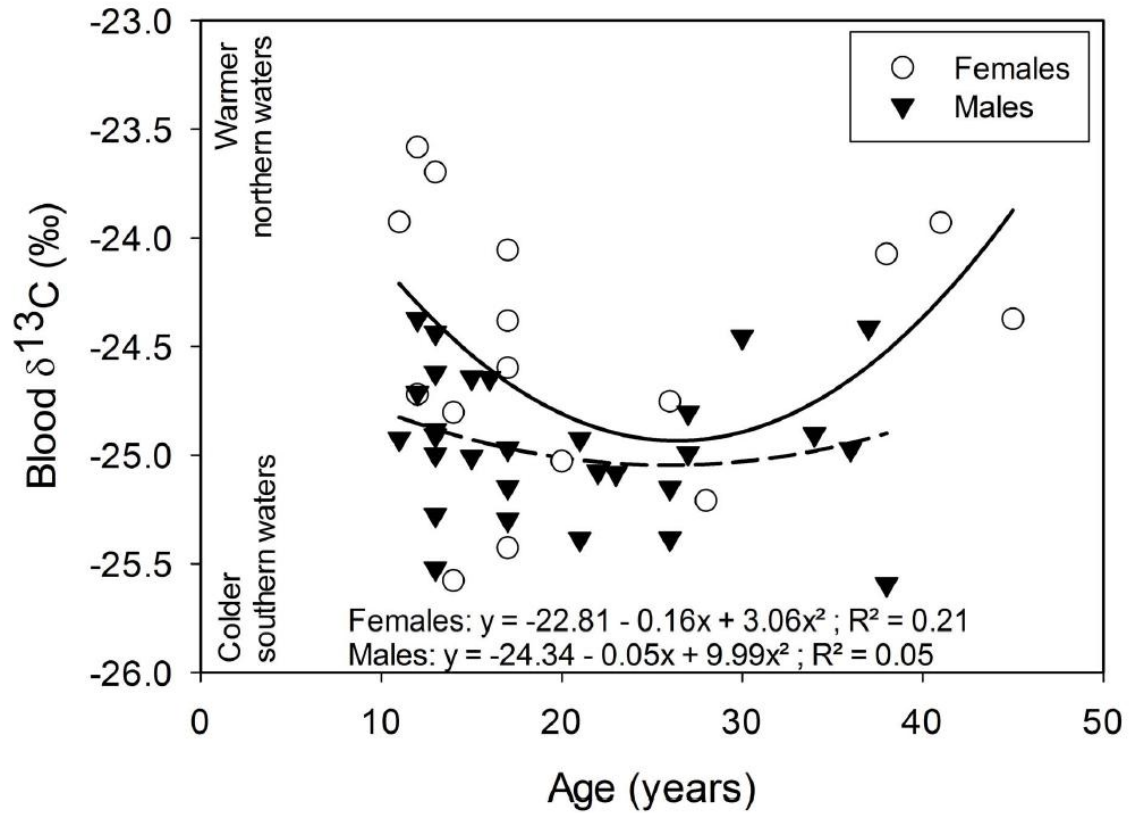 -23.0
-23.5
-24.0
-24.5
-25.0
-25.5
-26.0
Blood δ¹³C (‰)
Warmer
northern waters
Colder
southern waters
Females
Males
Females: y = -22.81 - 0.16x + 3.06x² ; R² = 0.21
Males: y = -24.34 - 0.05x + 9.99x² ; R² = 0.05
0 10 20 30 40 50
Age (years)